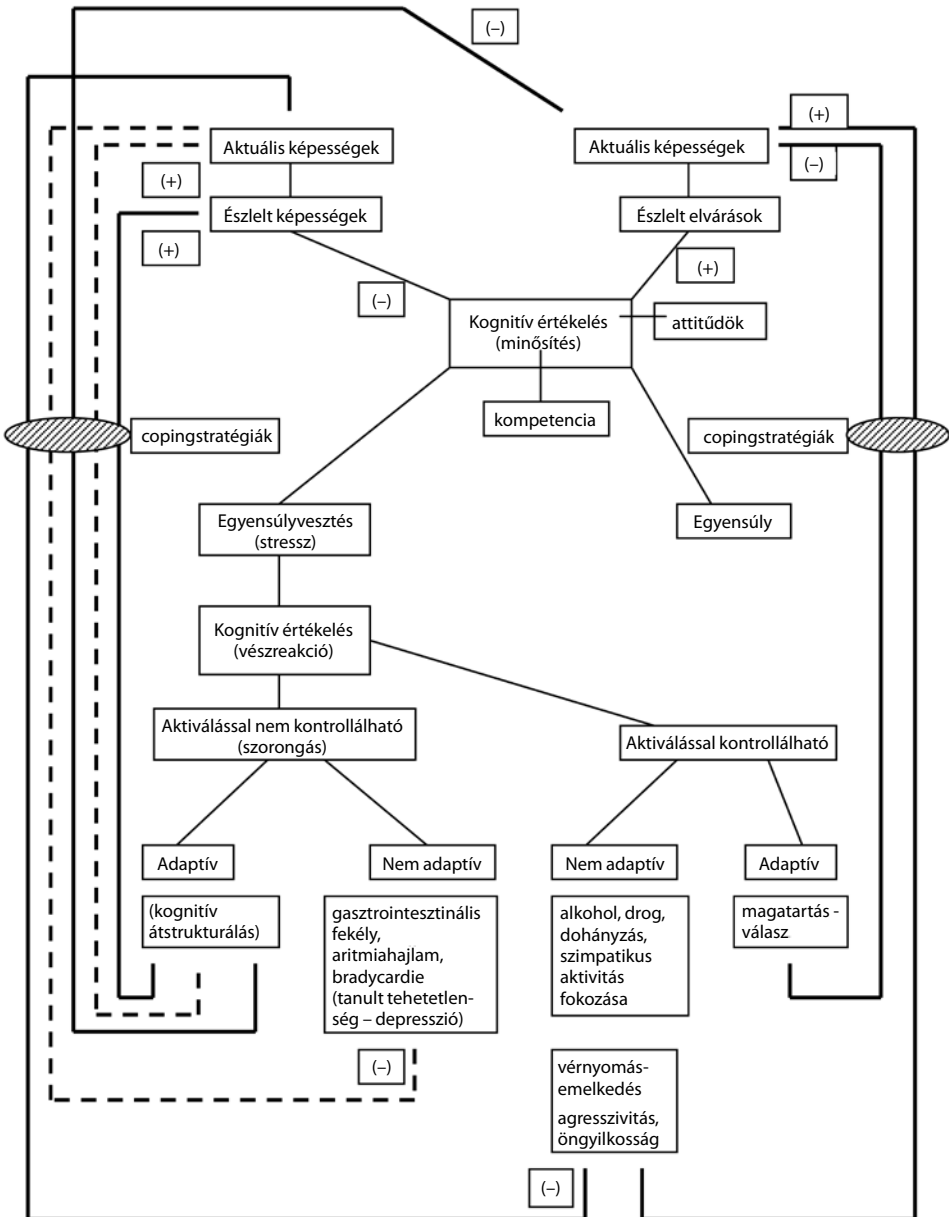 (–)
(+)
Aktuális képességek
Aktuális képességek
(–)
(+)
Észlelt képességek
Észlelt elvárások
(+)
(+)
(–)
Kognitív értékelés
(minősítés)
attitűdök
kompetencia
copingstratégiák
copingstratégiák
Egyensúlyvesztés
(stressz)
Egyensúly
Kognitív értékelés
(vészreakció)
Aktiválással nem kontrollálható
(szorongás)
Aktiválással kontrollálható
Adaptív
Nem adaptív
Nem adaptív
Adaptív
(kognitív
átstrukturálás)
gasztrointesztinális
fekély,
aritmiahajlam,
bradycardie
(tanult tehetetlen-
ség – depresszió)
alkohol, drog,
dohányzás,
szimpatikus
aktivitás
fokozása
magatartás -
válasz
(–)
vérnyomás-
emelkedés
agresszivitás,
öngyilkosság
(–)